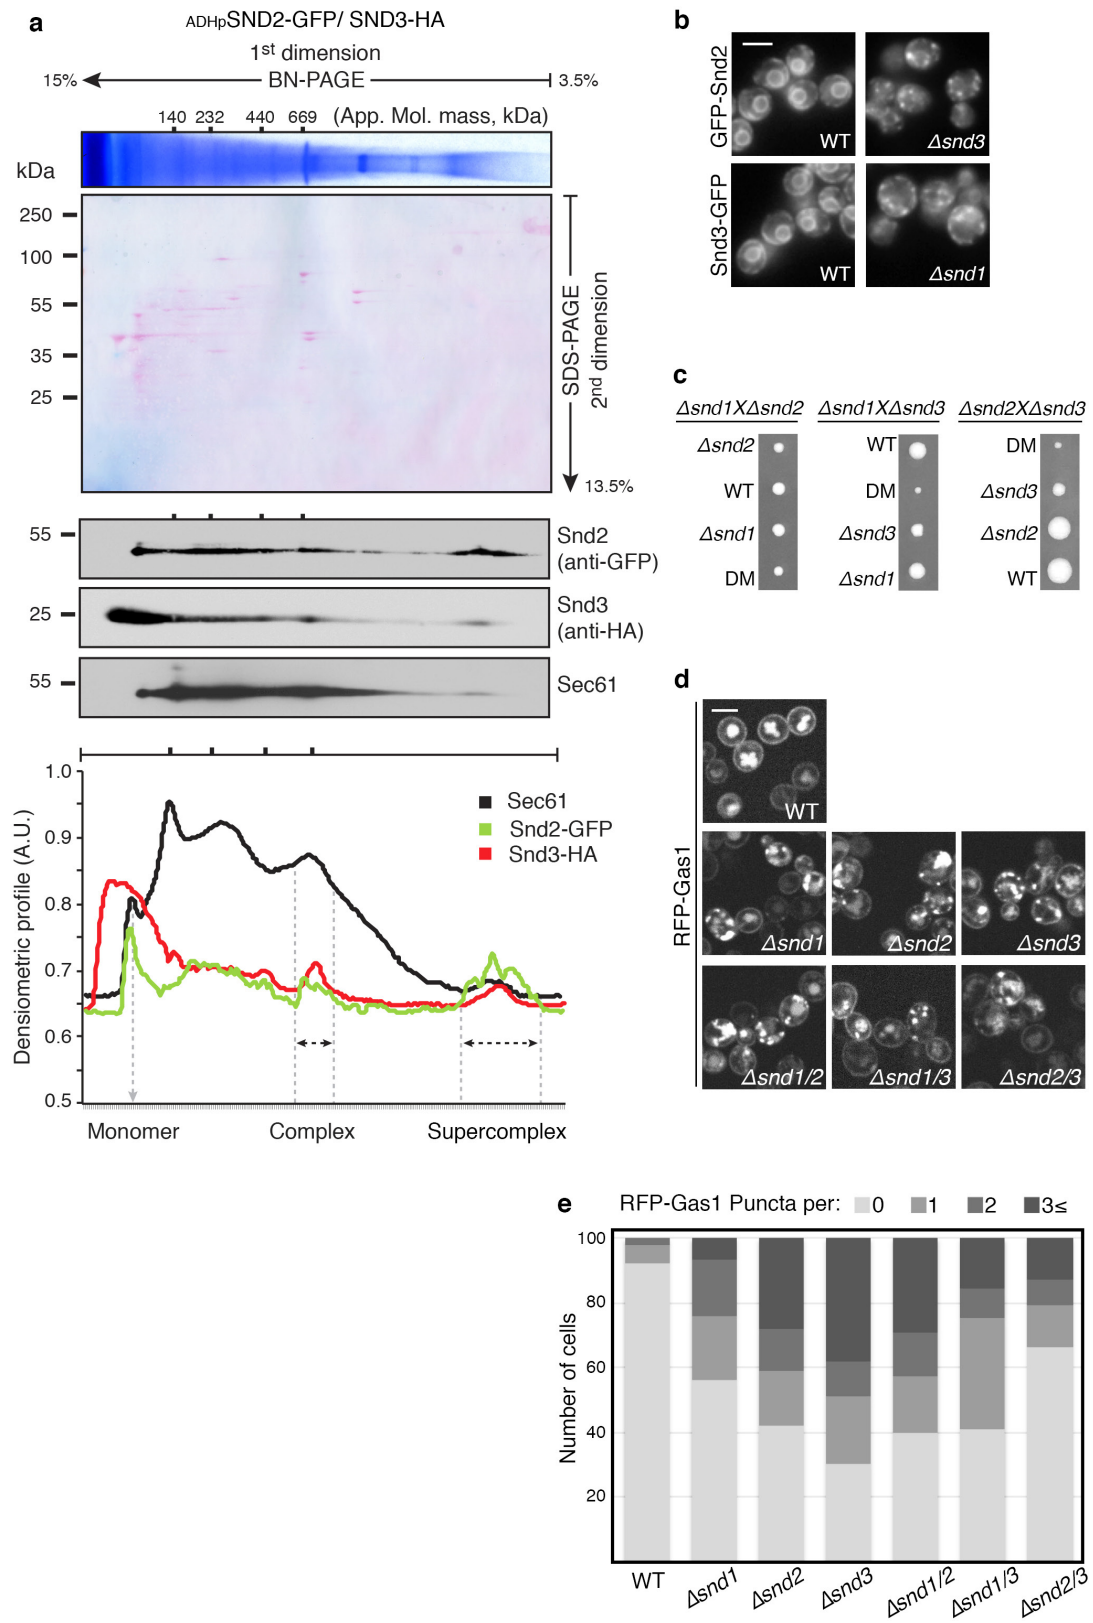 a
ADHpSND2-GFP/ SND3-HA
1st dimension
15% BN-PAGE 3.5%
140 232 440 669 (App. Mol. mass, kDa)
kDa
250
100
55
35
25
SDS-PAGE
2nd dimension
13.5%
55
Snd2
(anti-GFP)
25
Snd3
(anti-HA)
55
Sec61
Densiometric profile (A.U.)
1.0
0.9
0.8
0.7
0.6
0.5
Sec61
Snd2-GFP
Snd3-HA
Monomer Complex Supercomplex
b
GFP-Snd2
WT
Δsnd3
Snd3-GFP
WT
Δsnd1
c
Δsnd1XΔsnd2
Δsnd2
WT
Δsnd1
DM
Δsnd1XΔsnd3
WT
DM
Δsnd3
Δsnd1
Δsnd2XΔsnd3
DM
Δsnd3
Δsnd2
WT
d
RFP-Gas1
WT
Δsnd1
Δsnd2
Δsnd3
Δsnd1/2
Δsnd1/3
Δsnd2/3
e
RFP-Gas1 Puncta per: 0 1 2 3≤
Number of cells
100
80
60
40
20
WT Δsnd1 Δsnd2 Δsnd3 Δsnd1/2 Δsnd1/3 Δsnd2/3